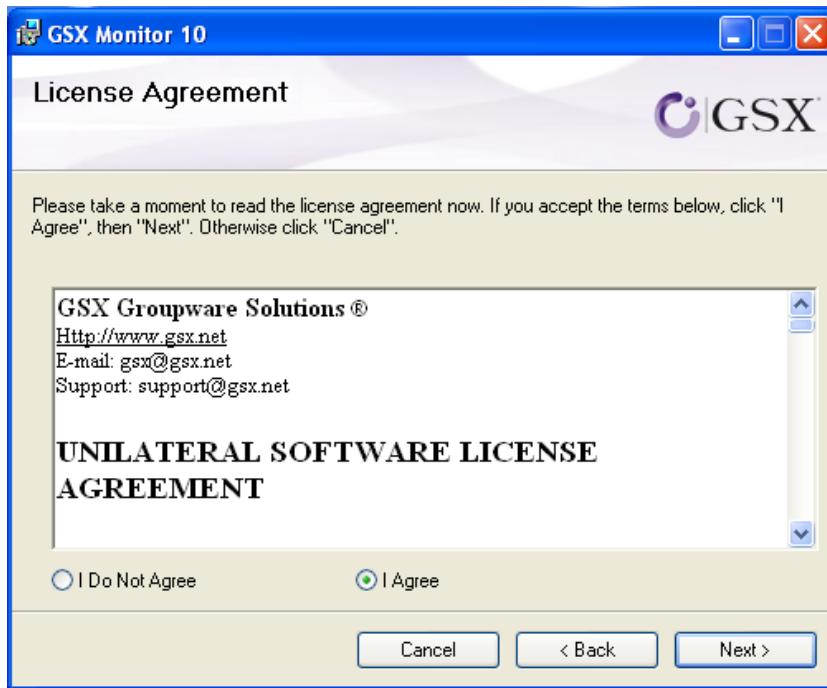 GSX Monitor 10
License Agreement
GSX
Please take a moment to read the license agreement now. If you accept the terms below, click "I
Agree", then "Next". Otherwise click "Cancel".
GSX Groupware Solutions ®
Http://www.gsx.net
E-mail: gsx@gsx.net
Support: support@gsx.net
UNILATERAL SOFTWARE LICENSE
AGREEMENT
I Do Not Agree
I Agree
Cancel
< Back
Next >